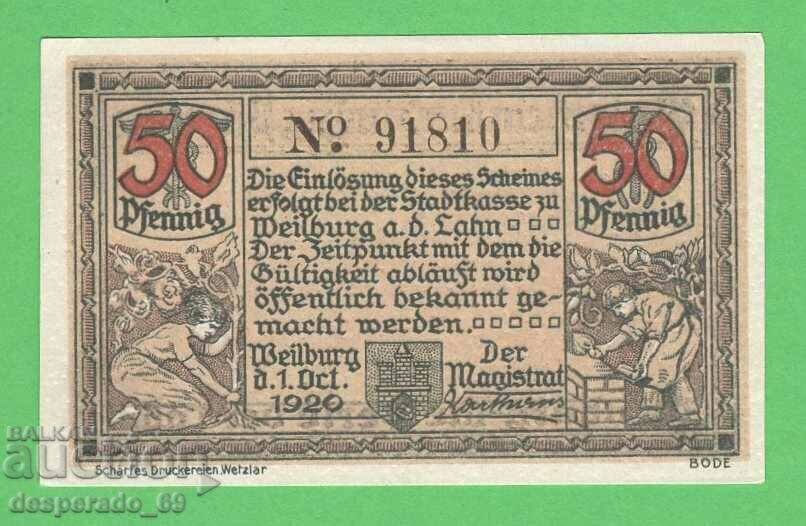 50 Pfennig
50 Pfennig
No. 91810
Die Einlösung dieses Scheines
erfolgt bei der Stadtkasse zu
Weilburg a.d. Lahn
Der Zeitpunkt mit dem die
Gültigkeit abläuft wird
öffentlich bekannt ge-
macht werden.
Weilburg
d. 1. Oct.
1920
Der
Magistrat
Schärfes Druckereien, Wetzlar
BODE
BALKAN
auction
desperado_69